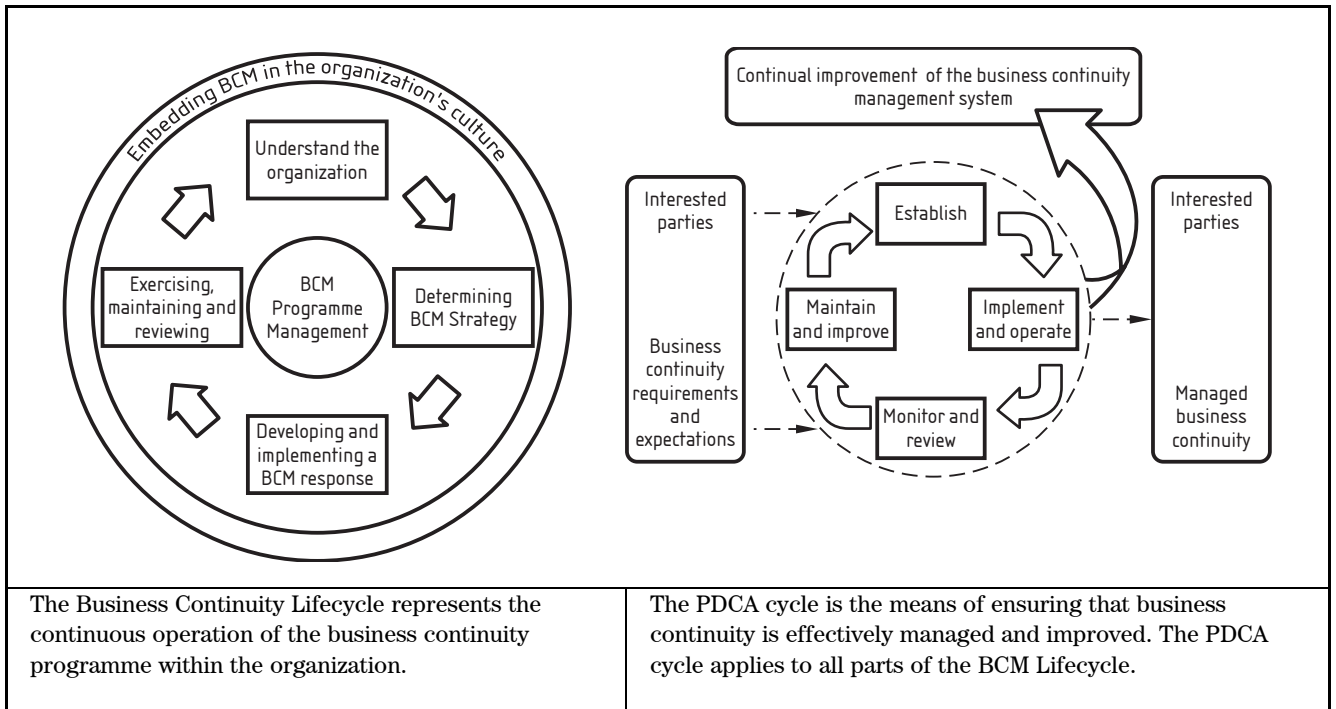 Embedding BCM in the organization's culture
Understand the
organization
Exercising,
maintaining and
reviewing
BCM
Programme
Management
Determining
BCM Strategy
Developing and
implementing a
BCM response
Continual improvement of the business continuity
management system
Interested
parties
Business
continuity
requirements
and
expectations
Establish
Maintain
and improve
Implement
and operate
Monitor and
review
Interested
parties
Managed
business
continuity
The Business Continuity Lifecycle represents the
continuous operation of the business continuity
programme within the organization.
The PDCA cycle is the means of ensuring that business
continuity is effectively managed and improved. The PDCA
cycle applies to all parts of the BCM Lifecycle.